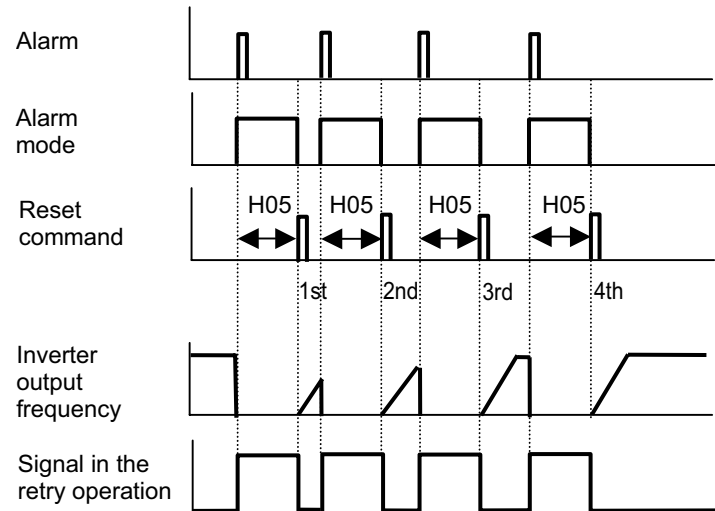 Alarm
Alarm
mode
Reset
command
H05 H05 H05 H05
1st 2nd 3rd 4th
Inverter
output
frequency
Signal in the
retry operation